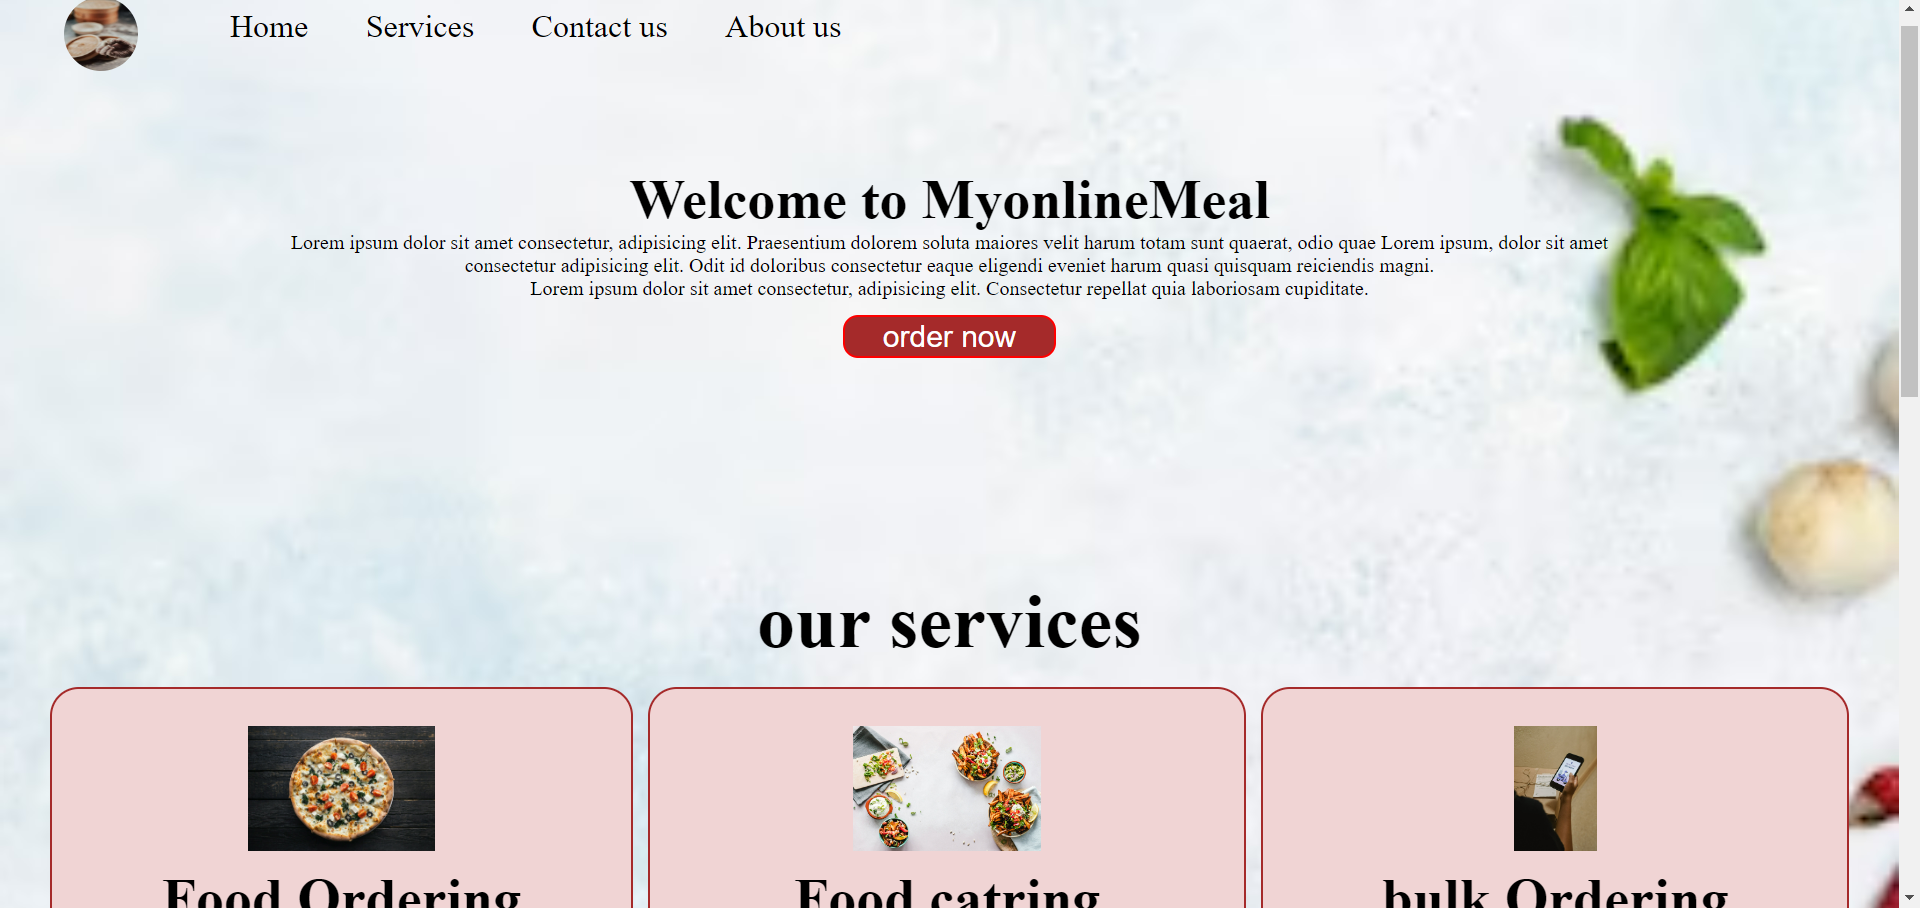 Home Services Contact us About us
Welcome to MyonlineMeal
Lorem ipsum dolor sit amet consectetur, adipisicing elit. Praesentium dolorem soluta maiores velit harum totam sunt quaerat, odio quae Lorem ipsum, dolor sit amet
consectetur adipisicing elit. Odit id doloribus consectetur eaque eligendi eveniet harum quasi quisquam reiciendis magni.
Lorem ipsum dolor sit amet consectetur, adipisicing elit. Consectetur repellat quia laboriosam cupiditate.
order now
our services
Food Ordering Food catring bulk Ordering